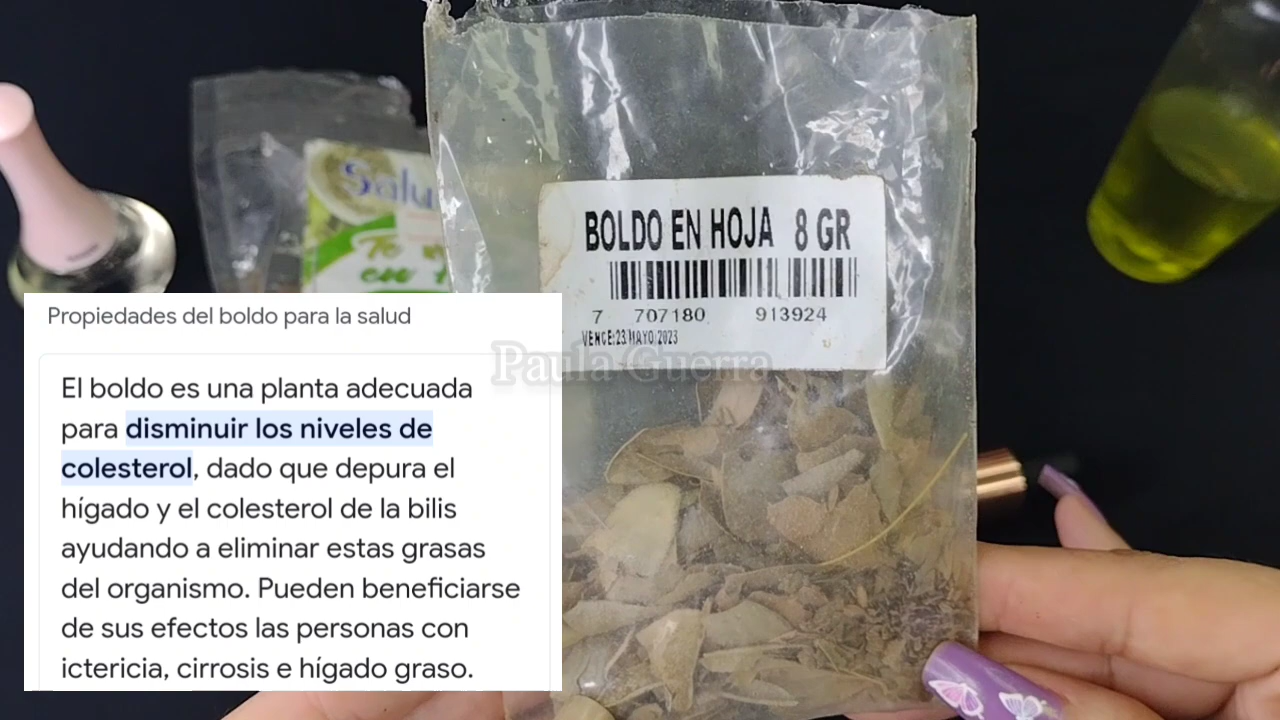 Salu
Te
en
BOLDO EN HOJA 8 GR
7 707180 913924
VENCE:23 MAYO 2023
Paula Guerra
Propiedades del boldo para la salud
El boldo es una planta adecuada
para disminuir los niveles de
colesterol, dado que depura el
hígado y el colesterol de la bilis
ayudando a eliminar estas grasas
del organismo. Pueden beneficiarse
de sus efectos las personas con
ictericia, cirrosis e hígado graso.